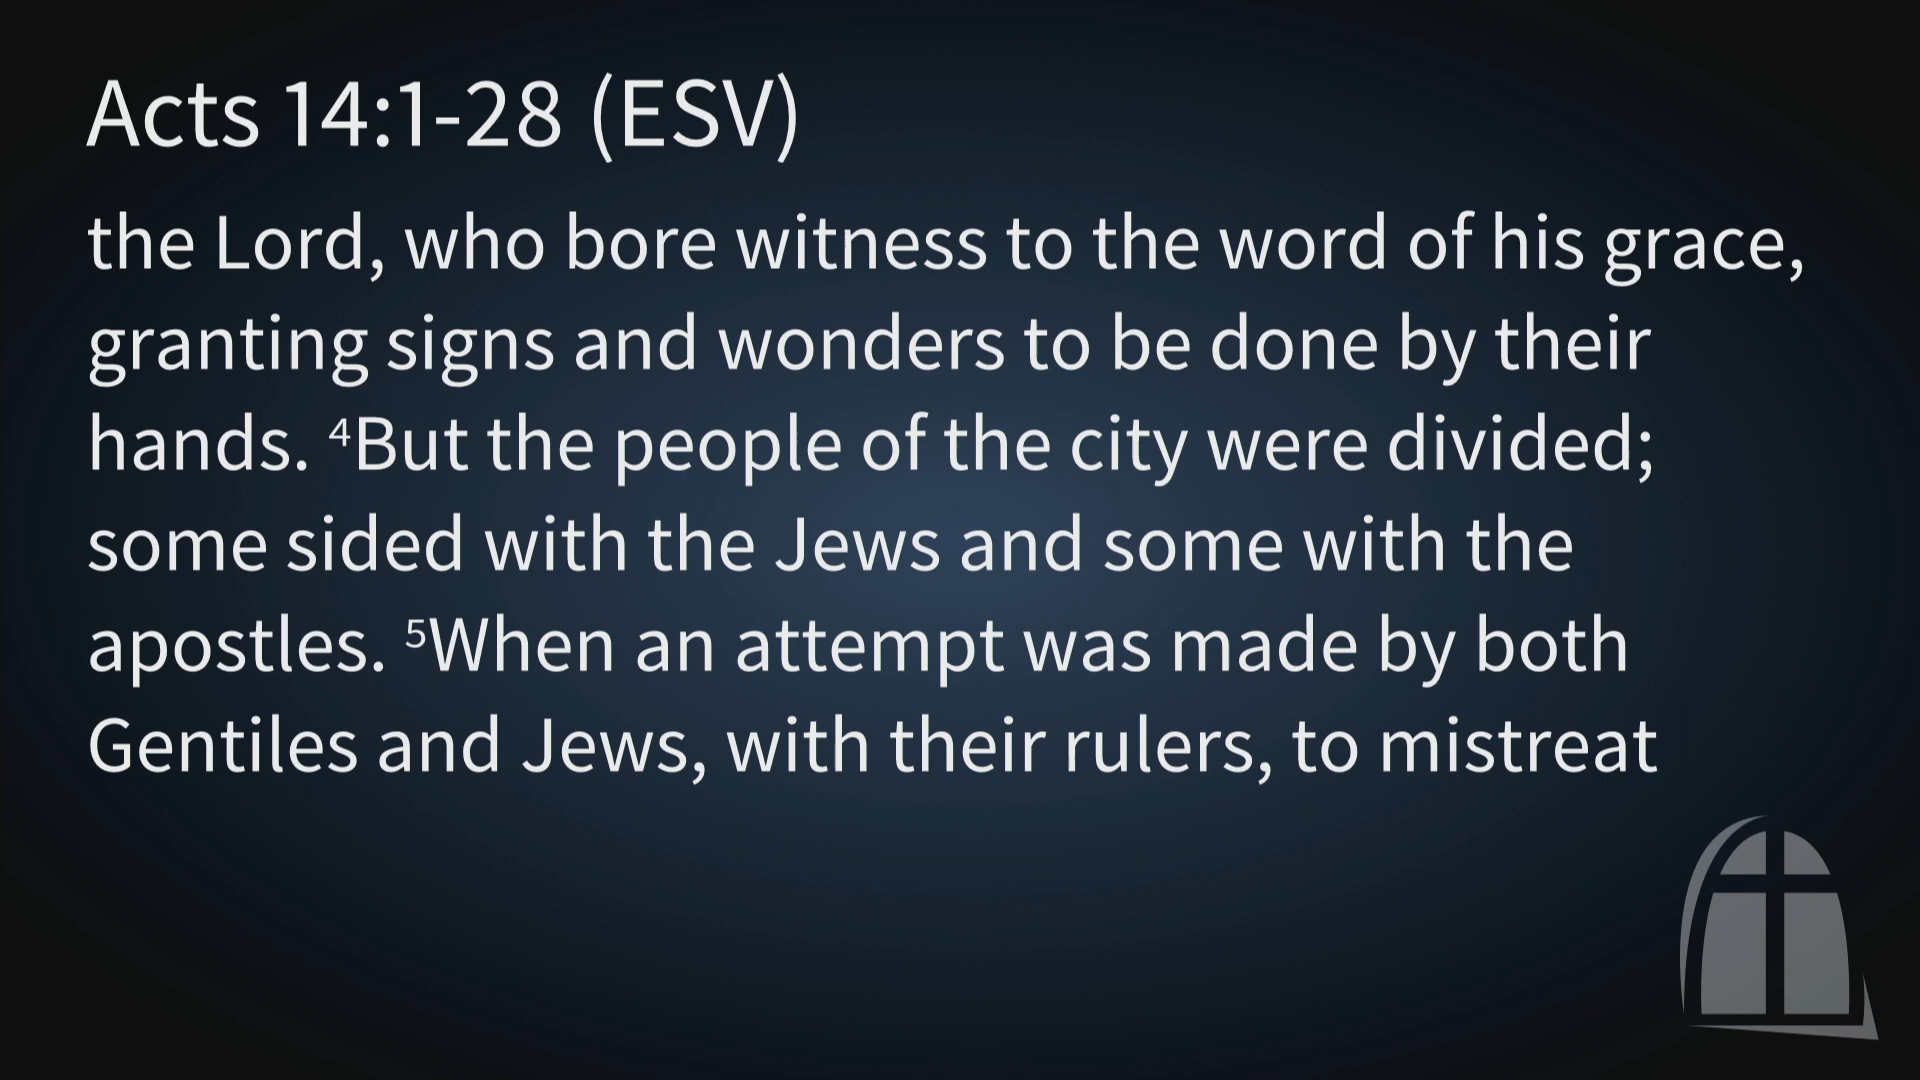 Acts 14:1-28 (ESV)
the Lord, who bore witness to the word of his grace,
granting signs and wonders to be done by their
hands. ⁴But the people of the city were divided;
some sided with the Jews and some with the
apostles. ⁵When an attempt was made by both
Gentiles and Jews, with their rulers, to mistreat